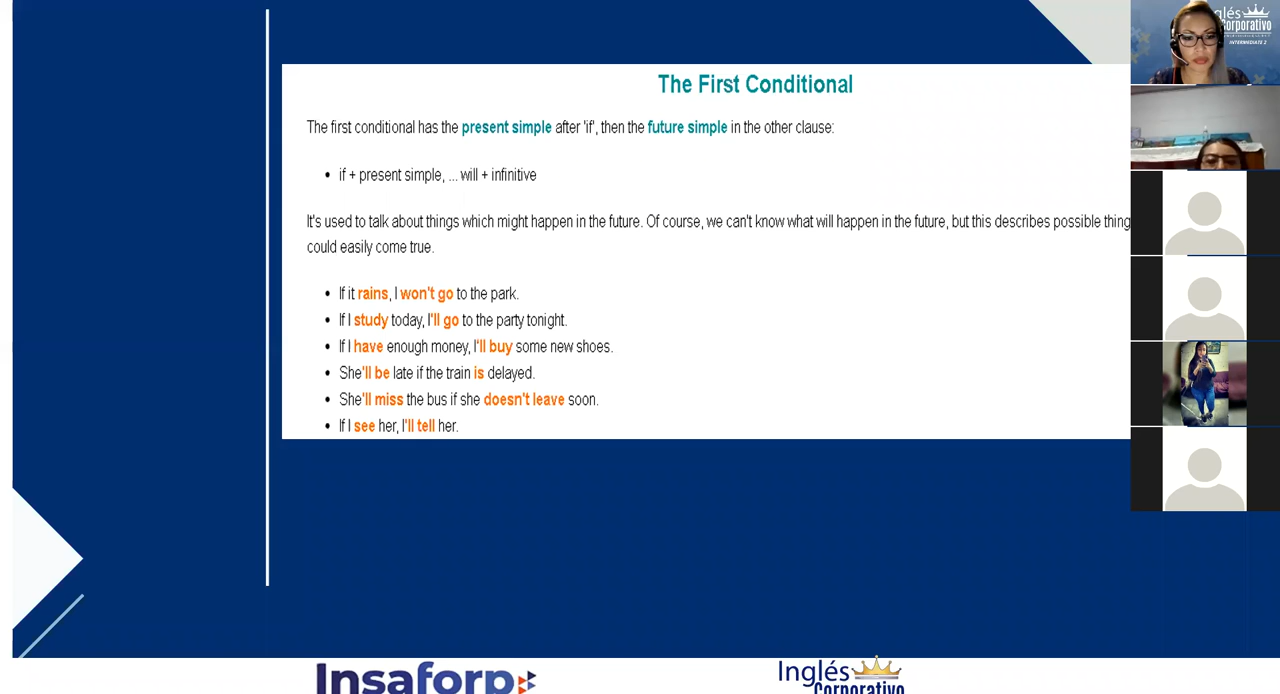 The First Conditional
The first conditional has the present simple after 'if', then the future simple in the other clause:
• if + present simple, ... will + infinitive
It's used to talk about things which might happen in the future. Of course, we can't know what will happen in the future, but this describes possible thing
could easily come true.
• If it rains, I won't go to the park.
• If I study today, I'll go to the party tonight.
• If I have enough money, I'll buy some new shoes.
• She'll be late if the train is delayed.
• She'll miss the bus if she doesn't leave soon.
• If I see her, I'll tell her.
Insaforp
Inglés
Corporativo
glés
orporativo
INTERMEDIATE 2